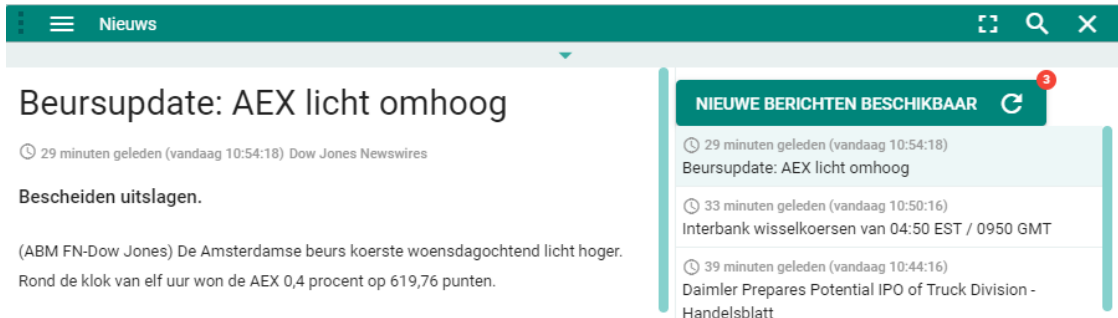 Nieuws
Beursupdate: AEX licht omhoog
29 minuten geleden (vandaag 10:54:18) Dow Jones Newswires
Bescheiden uitslagen.
(ABM FN-Dow Jones) De Amsterdamse beurs koerste woensdagochtend licht hoger.
Rond de klok van elf uur won de AEX 0,4 procent op 619,76 punten.
3
NIEUWE BERICHTEN BESCHIKBAAR
29 minuten geleden (vandaag 10:54:18)
Beursupdate: AEX licht omhoog
33 minuten geleden (vandaag 10:50:16)
Interbank wisselkoersen van 04:50 EST / 0950 GMT
39 minuten geleden (vandaag 10:44:16)
Daimler Prepares Potential IPO of Truck Division -
Handelsblatt